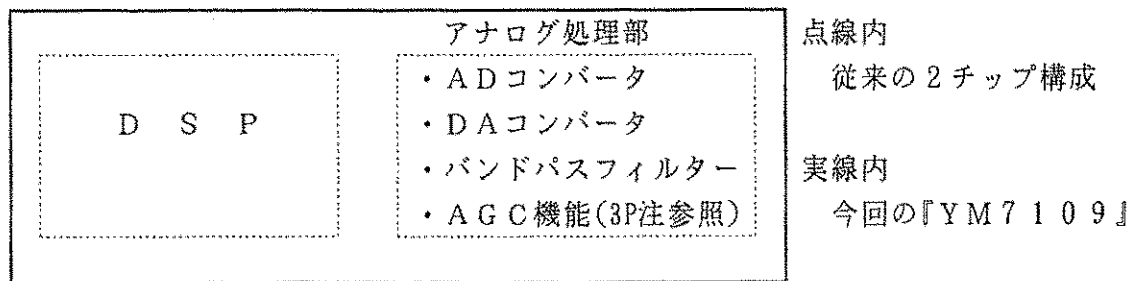 アナログ処理部
D S P
・ADコンバータ
・DAコンバータ
・バンドパスフィルター
・AGC機能(3P注参照)
点線内
従来の2チップ構成
実線内
今回の『YM7109』